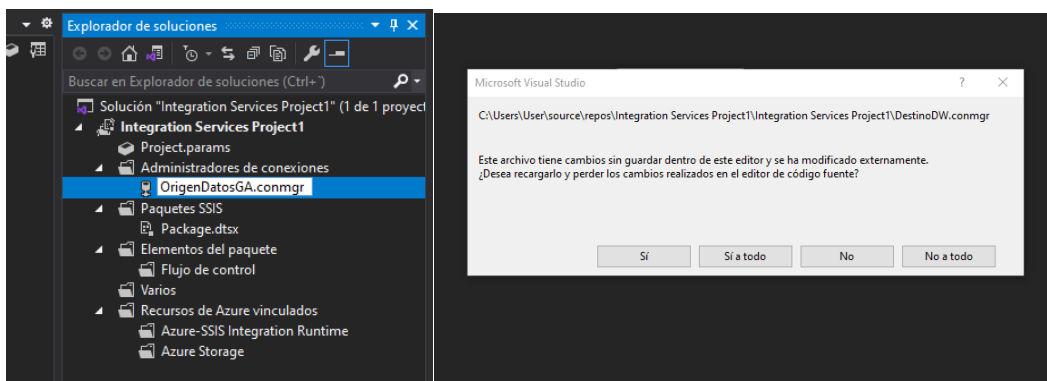 Explorador de soluciones
Buscar en Explorador de soluciones (Ctrl+`)
Solución "Integration Services Project1" (1 de 1 proyect
Integration Services Project1
Project.params
Administradores de conexiones
OrigenDatosGA.conmgr
Paquetes SSIS
Package.dtsx
Elementos del paquete
Flujo de control
Varios
Recursos de Azure vinculados
Azure-SSIS Integration Runtime
Azure Storage
Microsoft Visual Studio
C:\Users\User\source\repos\Integration Services Project1\Integration Services Project1\DestinoDW.conmgr
Este archivo tiene cambios sin guardar dentro de este editor y se ha modificado externamente.
¿Desea recargarlo y perder los cambios realizados en el editor de código fuente?
Sí
Sí a todo
No
No a todo